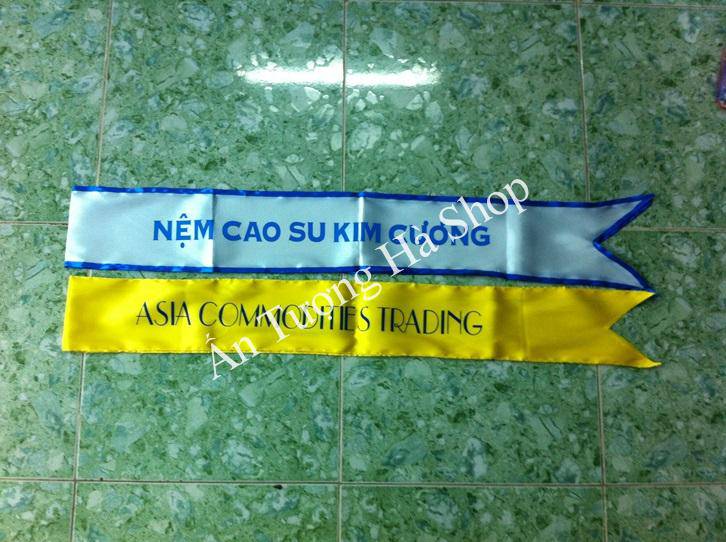 NỆM CAO SU KIM CƯƠNG
ASIA COMMODITIES TRADING
Ấn Tượng Hà Shop